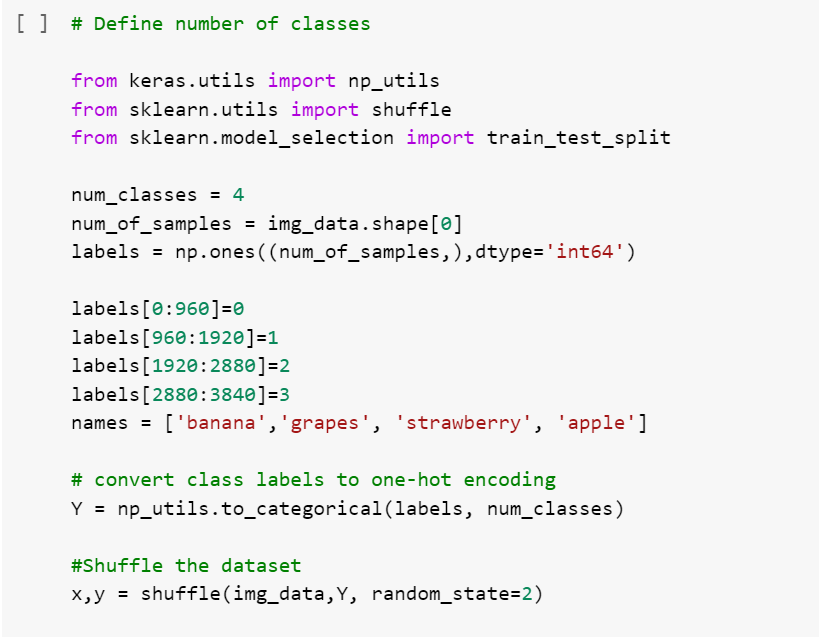 [ ] # Define number of classes
from keras.utils import np_utils
from sklearn.utils import shuffle
from sklearn.model_selection import train_test_split
num_classes = 4
num_of_samples = img_data.shape[0]
labels = np.ones((num_of_samples,),dtype='int64')
labels[0:960]=0
labels[960:1920]=1
labels[1920:2880]=2
labels[2880:3840]=3
names = ['banana','grapes', 'strawberry', 'apple']
# convert class labels to one-hot encoding
Y = np_utils.to_categorical(labels, num_classes)
#Shuffle the dataset
x,y = shuffle(img_data,Y, random_state=2)